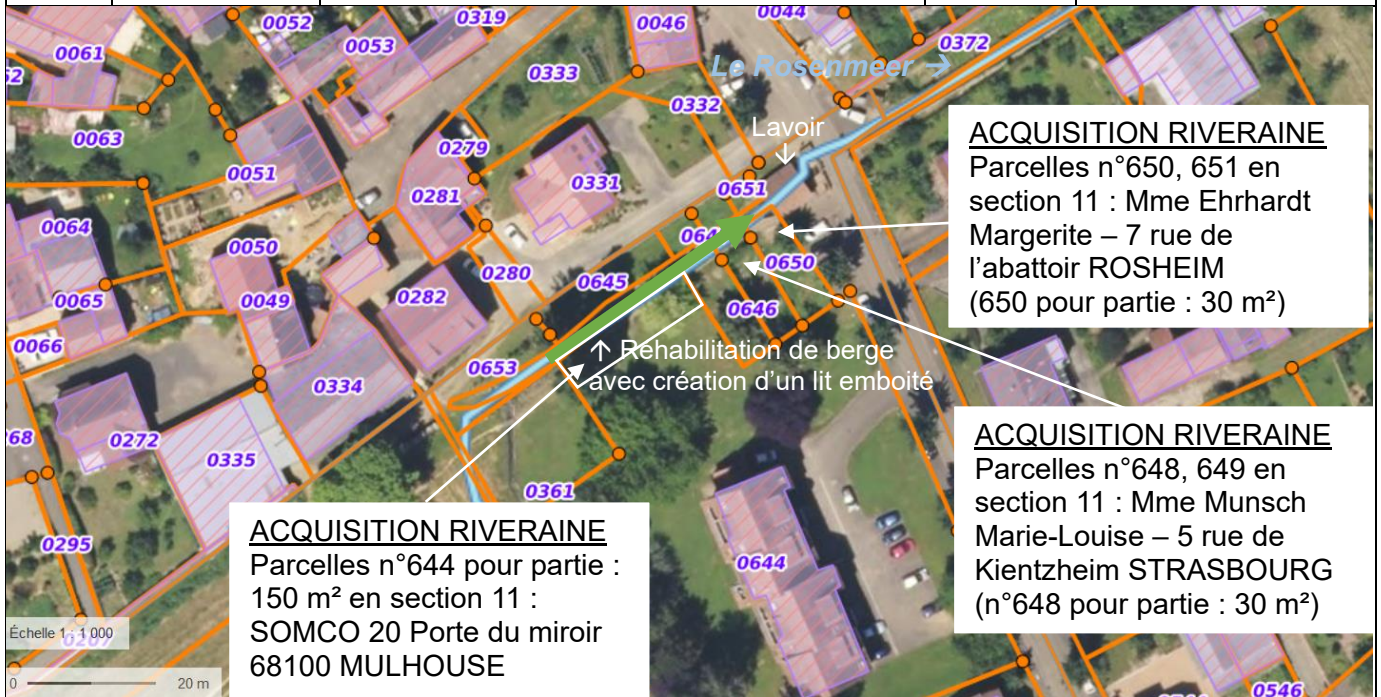 0052
0319
0046
0044
0061
0053
0372
52
0333
Le Rosenmeer →
0332
0063
Lavoir
↓
0279
0051
0331
0651
0281
0064
064
0050
0650
0280
0645
0065
0049
0282
0646
0066
↑ Réhabilitation de berge
avec création d'un lit emboité
0653
0334
68
0272
0335
0361
0295
0644
0207
0546
ACQUISITION RIVERAINE
Parcelles n°650, 651 en
section 11 : Mme Ehrhardt
Margerite – 7 rue de
l'abattoir ROSHEIM
(650 pour partie : 30 m²)
ACQUISITION RIVERAINE
Parcelles n°648, 649 en
section 11 : Mme Munsch
Marie-Louise – 5 rue de
Kientzheim STRASBOURG
(n°648 pour partie : 30 m²)
ACQUISITION RIVERAINE
Parcelles n°644 pour partie :
150 m² en section 11 :
SOMCO 20 Porte du miroir
68100 MULHOUSE
Échelle 1 : 1 000
0 20 m